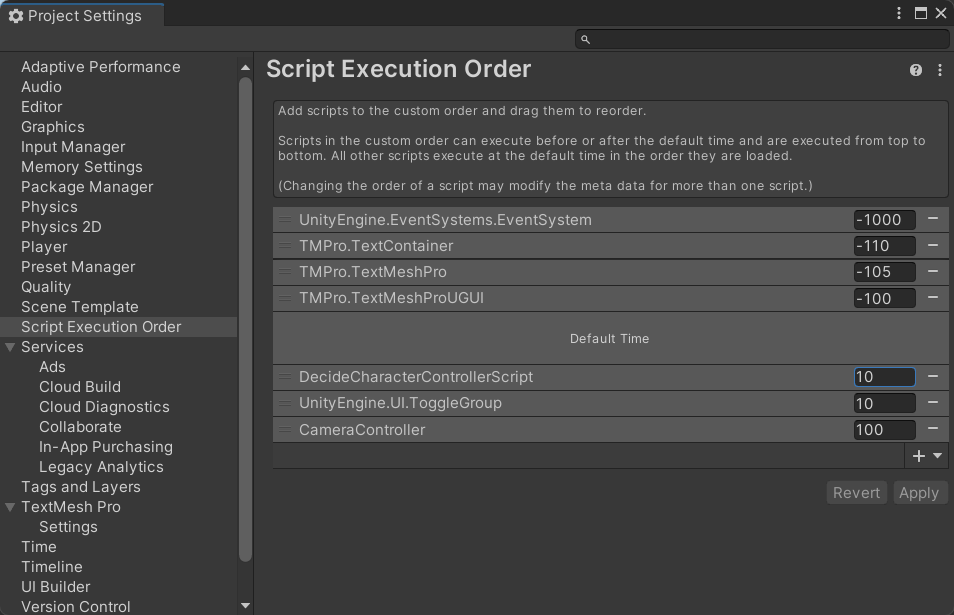 Project Settings
Adaptive Performance
Audio
Editor
Graphics
Input Manager
Memory Settings
Package Manager
Physics
Physics 2D
Player
Preset Manager
Quality
Scene Template
Script Execution Order
Services
Ads
Cloud Build
Cloud Diagnostics
Collaborate
In-App Purchasing
Legacy Analytics
Tags and Layers
TextMesh Pro
Settings
Time
Timeline
UI Builder
Version Control
Script Execution Order
Add scripts to the custom order and drag them to reorder.
Scripts in the custom order can execute before or after the default time and are executed from top to
bottom. All other scripts execute at the default time in the order they are loaded.
(Changing the order of a script may modify the meta data for more than one script.)
UnityEngine.EventSystems.EventSystem -1000
TMPro.TextContainer -110
TMPro.TextMeshPro -105
TMPro.TextMeshProUGUI -100
Default Time
DecideCharacterControllerScript 10
UnityEngine.UI.ToggleGroup 10
CameraController 100
Revert Apply